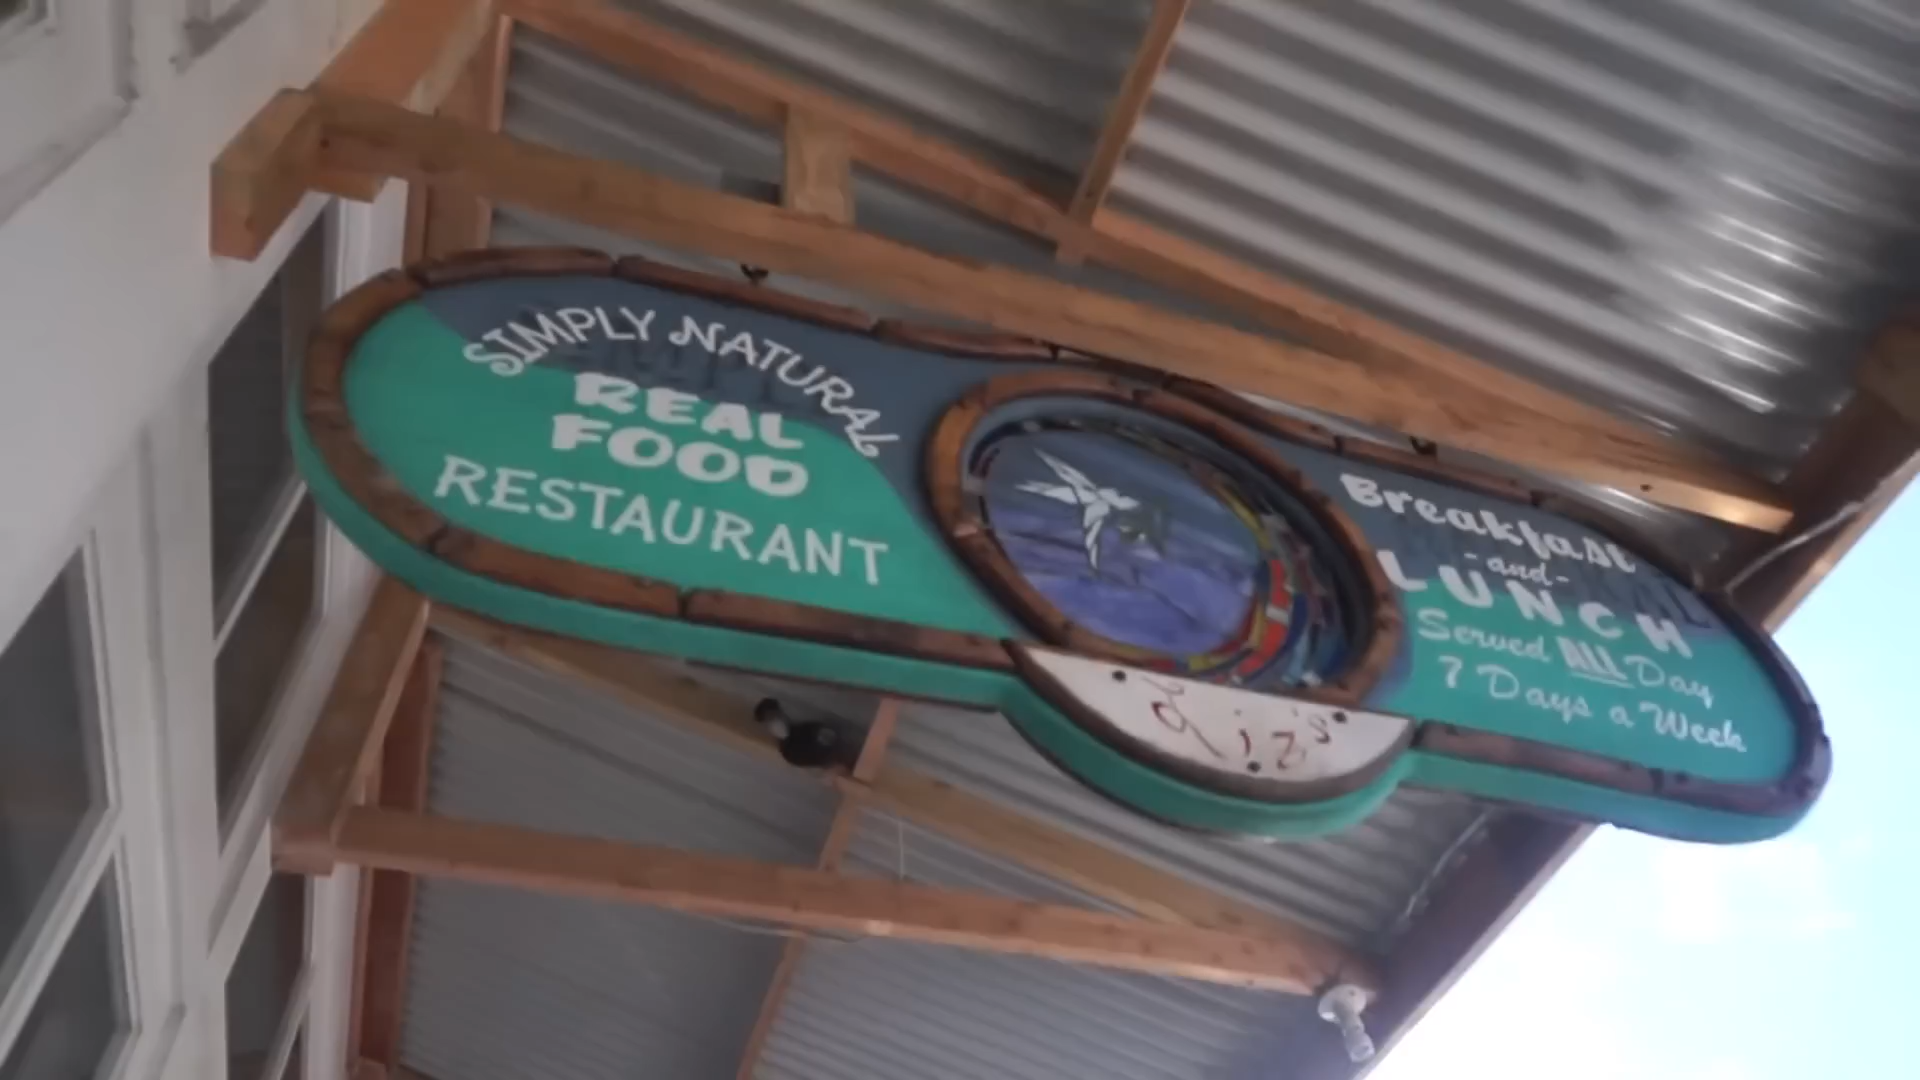 SIMPLY NATURAL
REAL
FOOD
RESTAURANT
Liz's
Breakfast
-and-
LUNCH
Served ALL Day
7 Days a Week